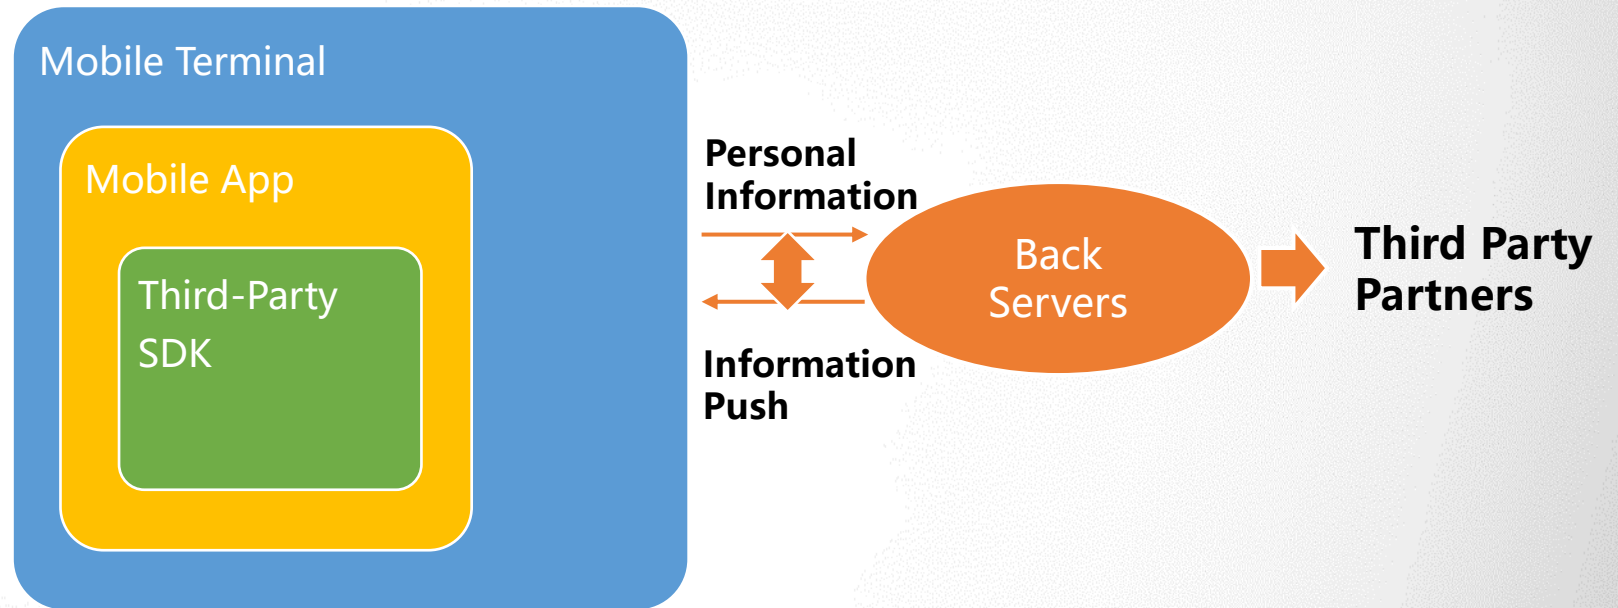 Mobile Terminal
Mobile App
Third-Party
SDK
Personal
Information
Information
Push
Back
Servers
Third Party
Partners